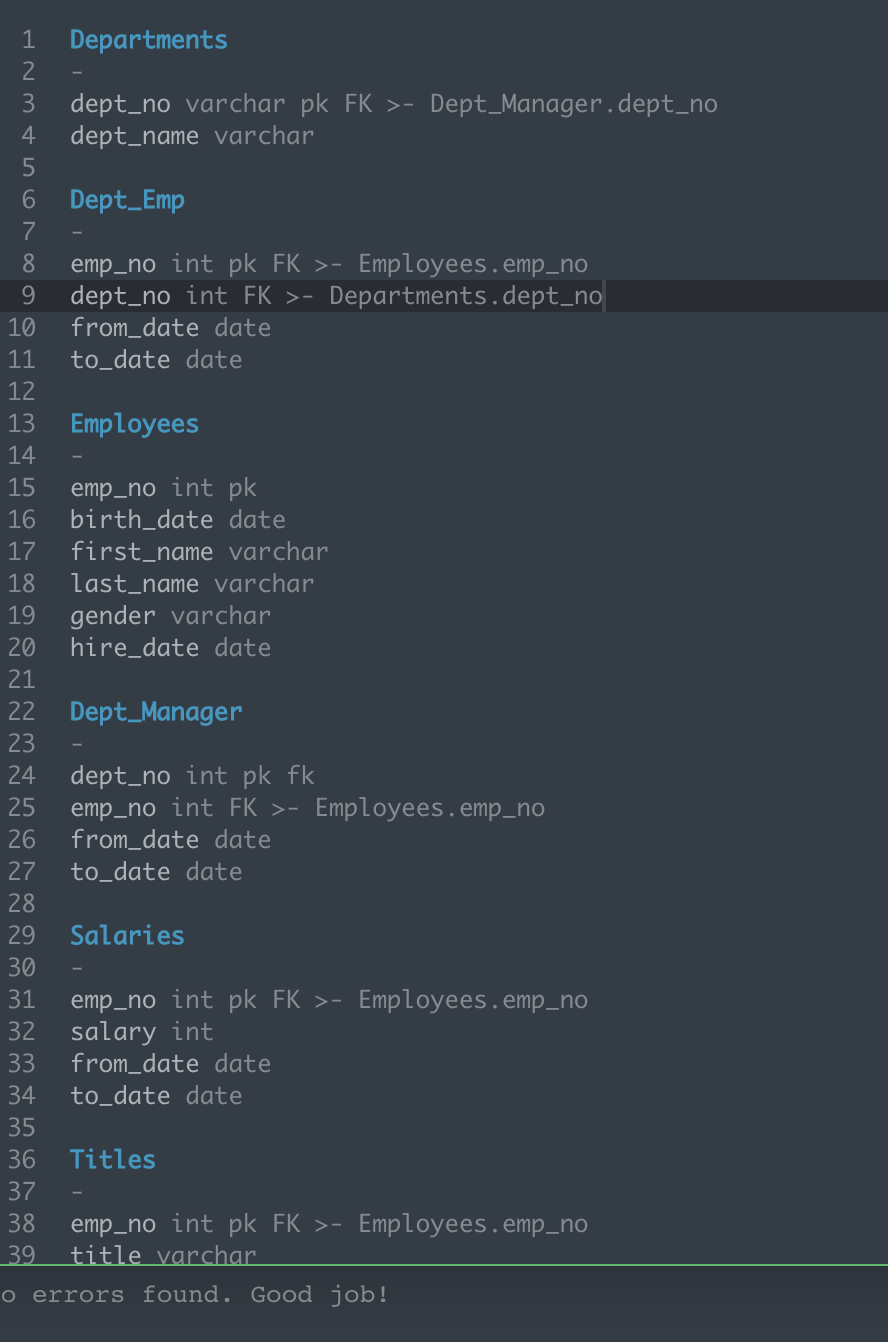 1 Departments
2 -
3 dept_no varchar pk FK >- Dept_Manager.dept_no
4 dept_name varchar
5
6 Dept_Emp
7 -
8 emp_no int pk FK >- Employees.emp_no
9 dept_no int FK >- Departments.dept_no
10 from_date date
11 to_date date
12
13 Employees
14 -
15 emp_no int pk
16 birth_date date
17 first_name varchar
18 last_name varchar
19 gender varchar
20 hire_date date
21
22 Dept_Manager
23 -
24 dept_no int pk fk
25 emp_no int FK >- Employees.emp_no
26 from_date date
27 to_date date
28
29 Salaries
30 -
31 emp_no int pk FK >- Employees.emp_no
32 salary int
33 from_date date
34 to_date date
35
36 Titles
37 -
38 emp_no int pk FK >- Employees.emp_no
39 title varchar
o errors found. Good job!